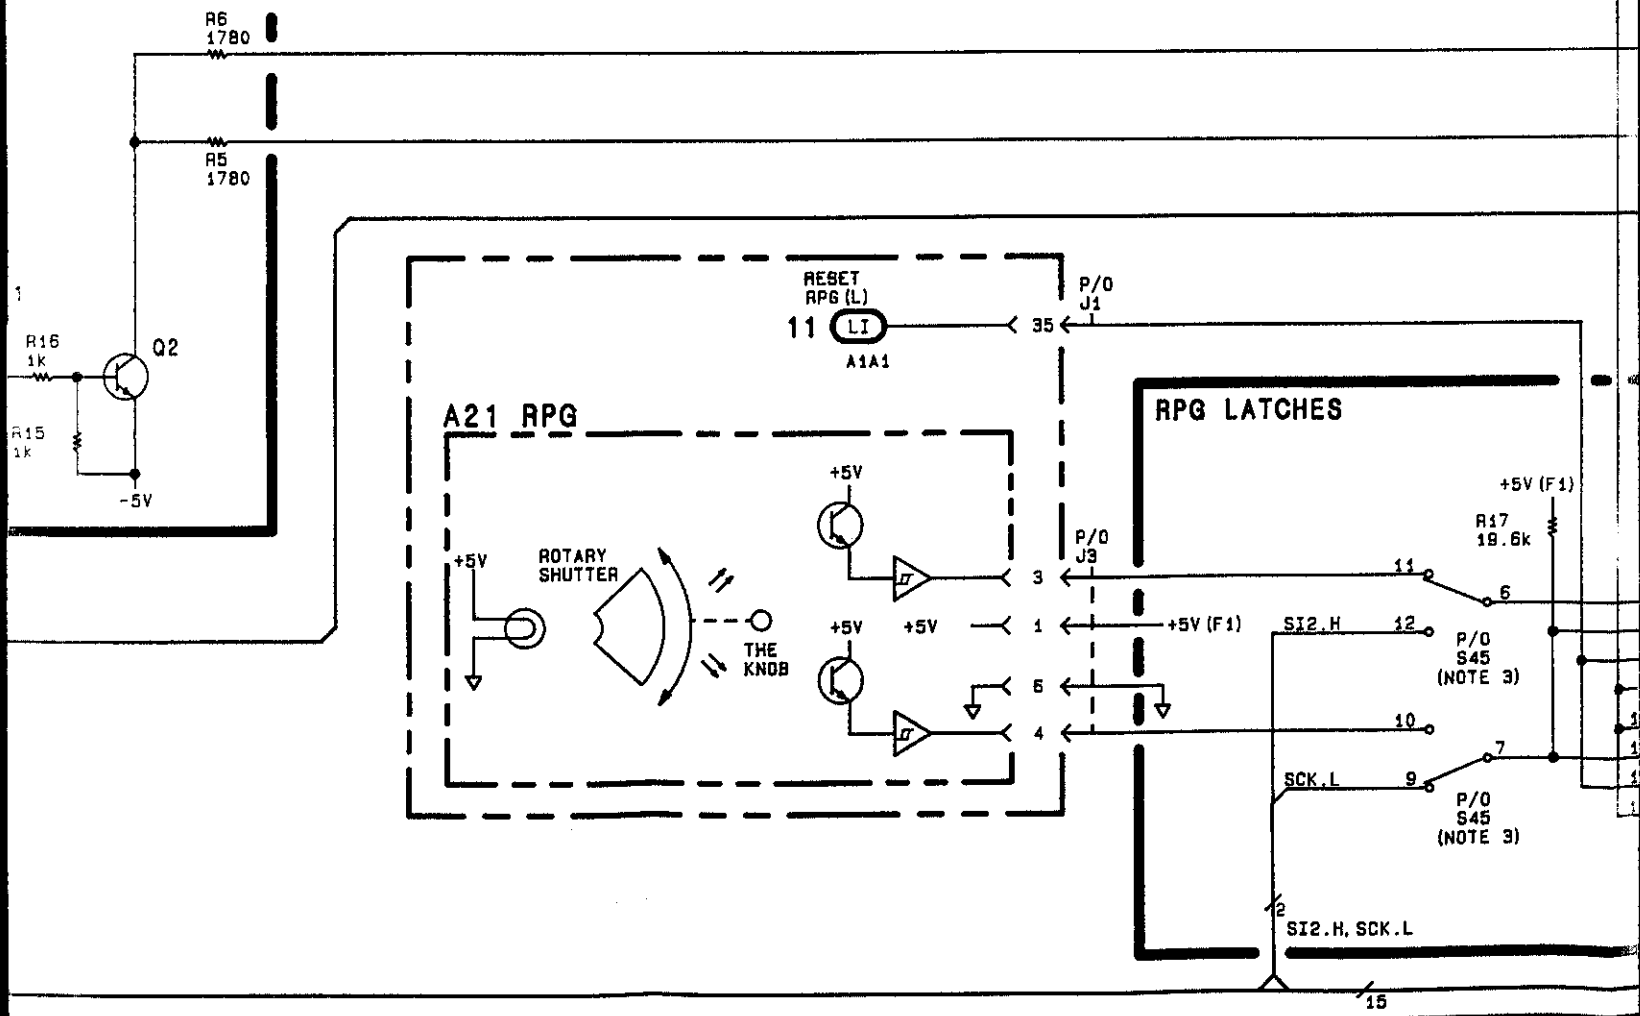 R6
1780
R5
1780
1
R16
1k
Q2
R15
1k
-5V
RESET
RPG (L)
11 LI
A1A1
35
P/O
J1
A21 RPG
RPG LATCHES
+5V
ROTARY
SHUTTER
THE
KNOB
+5V
+5V
+5V
3
1
4
P/O
J3
+5V (F1)
+5V (F1)
R17
19.6k
11
6
SI2.H
12
P/O
S45
(NOTE 3)
10
7
SCK.L
9
P/O
S45
(NOTE 3)
2
SI2.H, SCK.L
15